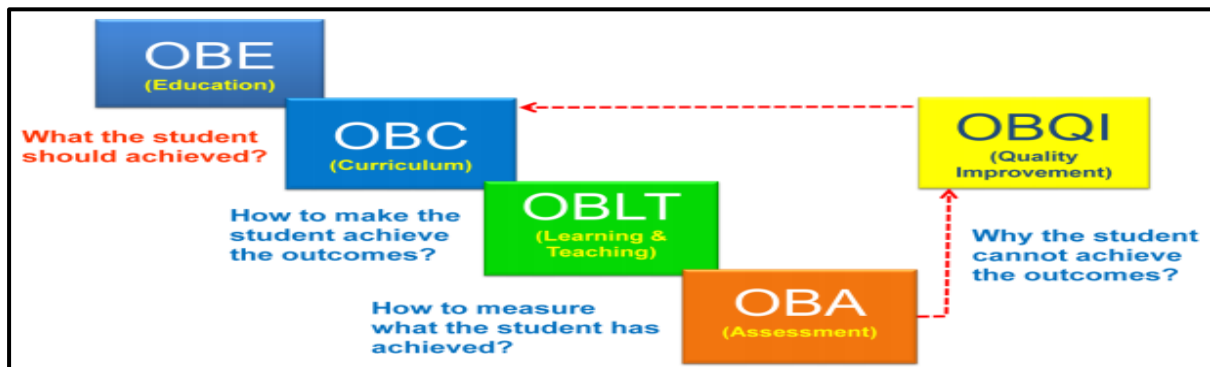 OBE
(Education)
What the student
should achieved?
OBC
(Curriculum)
OBQI
(Quality
Improvement)
How to make the
student achieve
the outcomes?
OBLT
(Learning &
Teaching)
Why the student
cannot achieve
the outcomes?
How to measure
what the student has
achieved?
OBA
(Assessment)